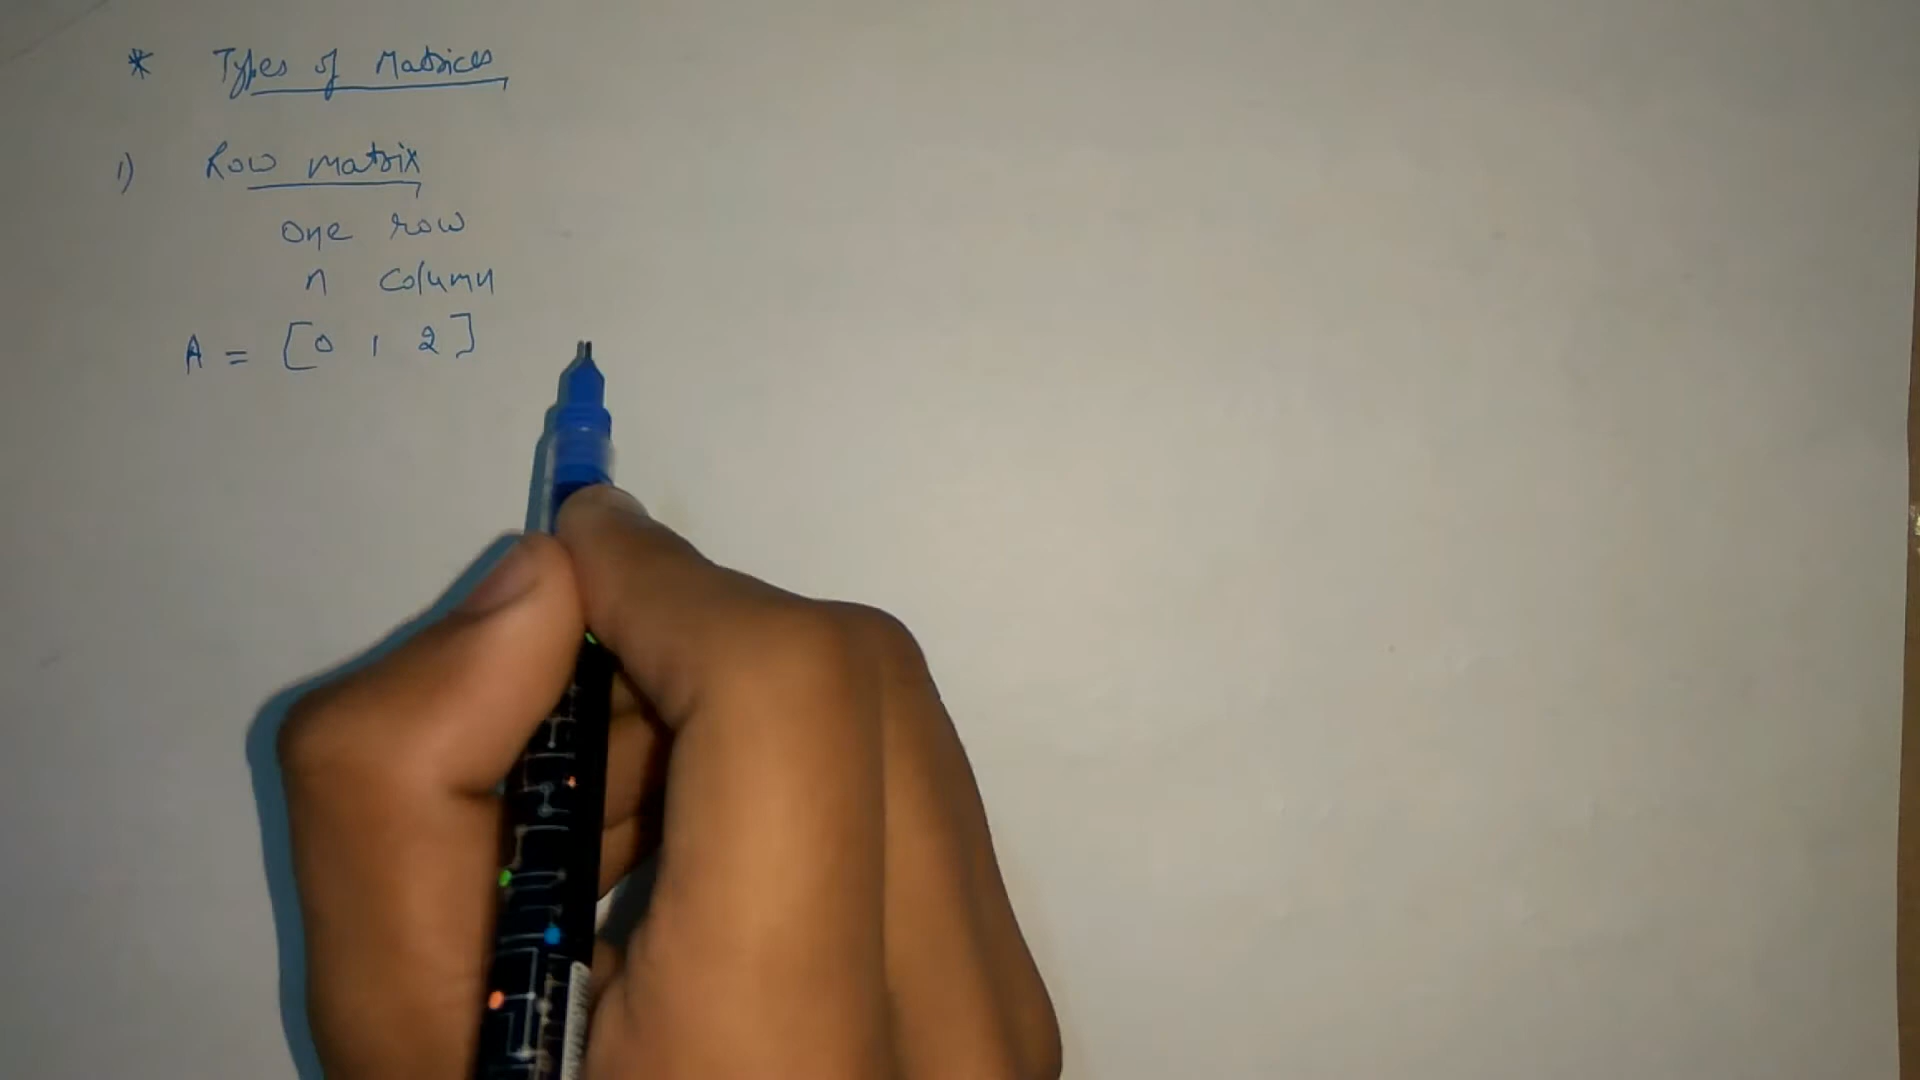 * Types of Matrices
1) Row matrix
one row
n column
A = [0 1 2]